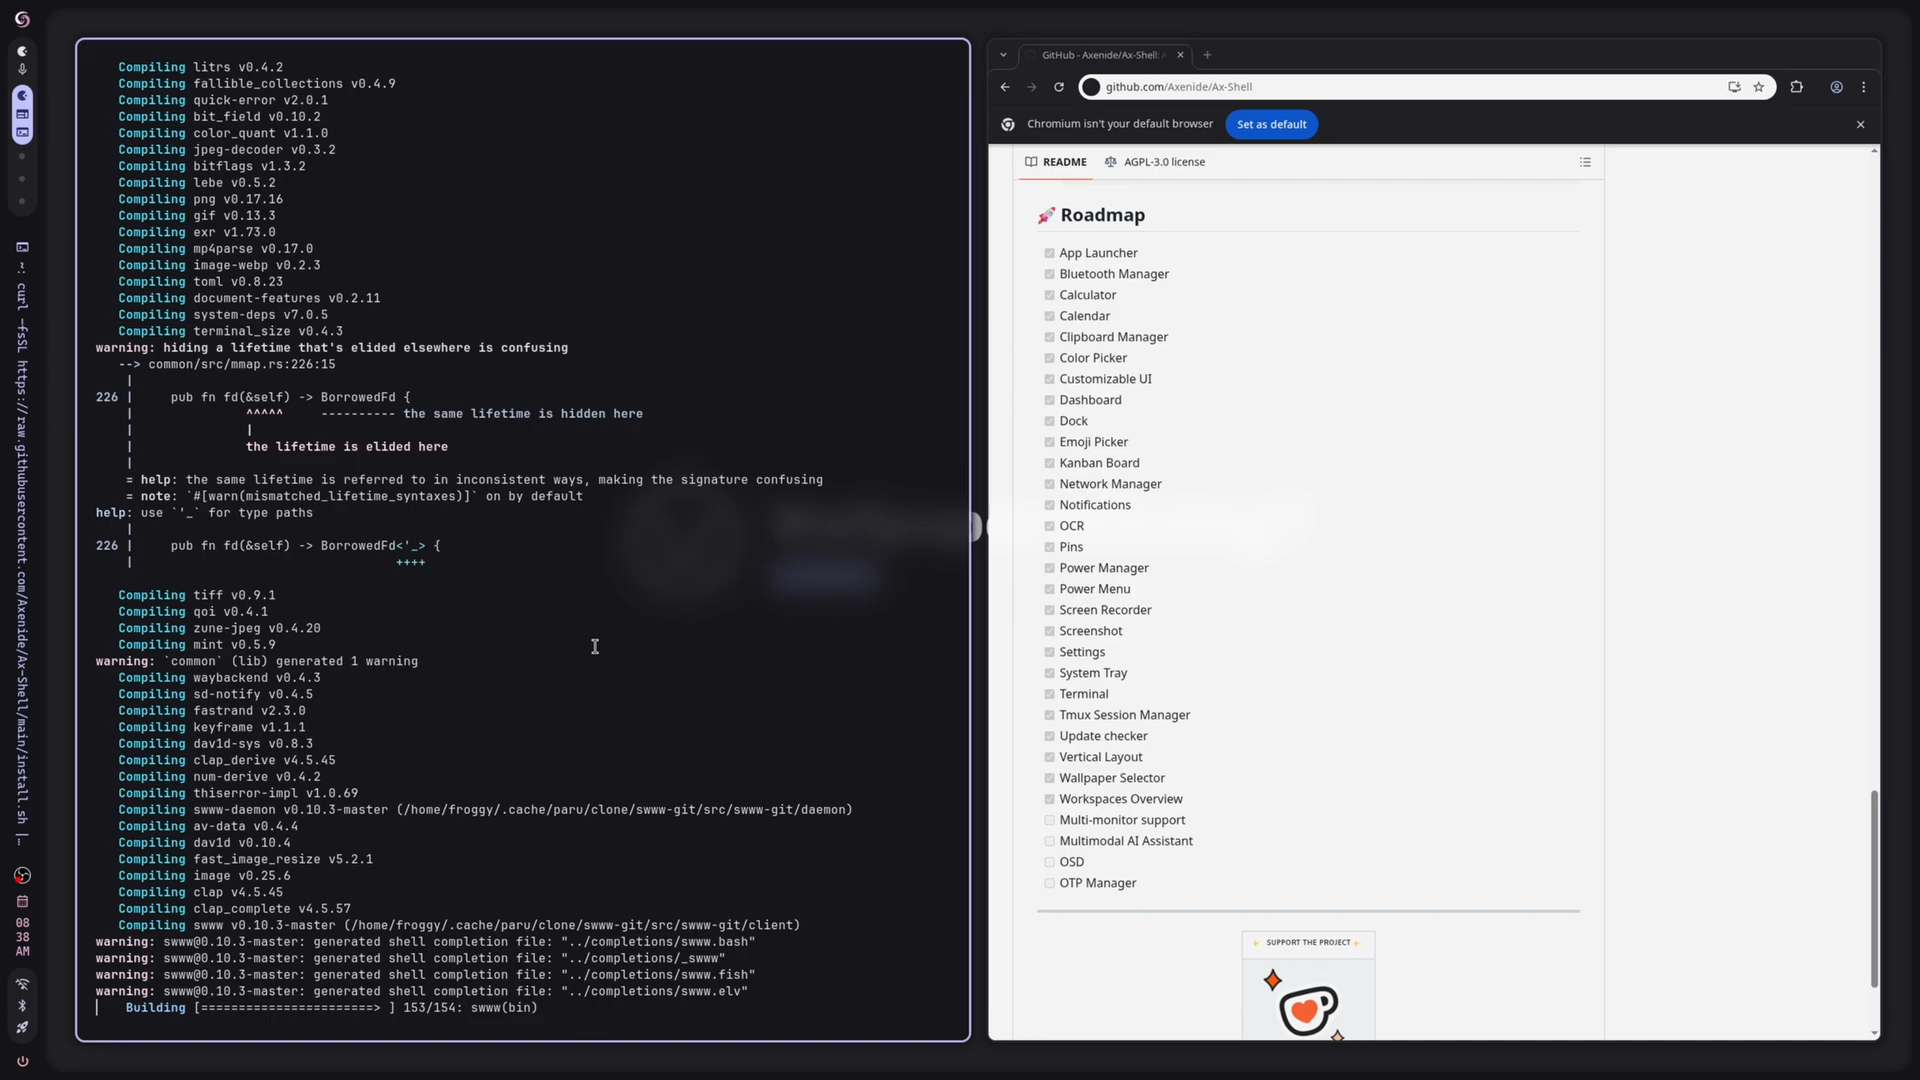 Compiling litrs v0.4.2
Compiling fallible_collections v0.4.9
Compiling quick-error v2.0.1
Compiling bit_field v0.10.2
Compiling color_quant v1.1.0
Compiling jpeg-decoder v0.3.2
Compiling bitflags v1.3.2
Compiling lebe v0.5.2
Compiling png v0.17.16
Compiling gif v0.13.3
Compiling exr v1.73.0
Compiling mp4parse v0.17.0
Compiling image-webp v0.2.3
Compiling toml v0.8.23
Compiling document-features v0.2.11
Compiling system-deps v7.0.5
Compiling terminal_size v0.4.3
warning: hiding a lifetime that's elided elsewhere is confusing
--> common/src/mmap.rs:226:15
|
226 |     pub fn fd(&self) -> BorrowedFd {
|               ^^^^^     ---------- the same lifetime is hidden here
|               |
|               the lifetime is elided here
|
= help: the same lifetime is referred to in inconsistent ways, making the signature confusing
= note: `#[warn(mismatched_lifetime_syntaxes)]` on by default
help: use `'_` for type paths
|
226 |     pub fn fd(&self) -> BorrowedFd<'_> {
|                                   ++++
Compiling tiff v0.9.1
Compiling qoi v0.4.1
Compiling zune-jpeg v0.4.20
Compiling mint v0.5.9
warning: `common` (lib) generated 1 warning
Compiling waybackend v0.4.3
Compiling sd-notify v0.4.5
Compiling fastrand v2.3.0
Compiling keyframe v1.1.1
Compiling dav1d-sys v0.8.3
Compiling clap_derive v4.5.45
Compiling num-derive v0.4.2
Compiling thiserror-impl v1.0.69
Compiling swww-daemon v0.10.3-master (/home/froggy/.cache/paru/clone/swww-git/src/swww-git/daemon)
Compiling av-data v0.4.4
Compiling dav1d v0.10.4
Compiling fast_image_resize v5.2.1
Compiling image v0.25.6
Compiling clap v4.5.45
Compiling clap_complete v4.5.57
Compiling swww v0.10.3-master (/home/froggy/.cache/paru/clone/swww-git/src/swww-git/client)
warning: swww@0.10.3-master: generated shell completion file: "../completions/swww.bash"
warning: swww@0.10.3-master: generated shell completion file: "../completions/_swww"
warning: swww@0.10.3-master: generated shell completion file: "../completions/swww.fish"
warning: swww@0.10.3-master: generated shell completion file: "../completions/swww.elv"
Building [=======================> ] 153/154: swww(bin)
curl -fsSL https://raw.githubusercontent.com/Axenide/Ax-Shell/main/install.sh |…
08
38
AM
GitHub - Axenide/Ax-Shell:
github.com/Axenide/Ax-Shell
Chromium isn't your default browser
Set as default
README
AGPL-3.0 license
🚀 Roadmap
App Launcher
Bluetooth Manager
Calculator
Calendar
Clipboard Manager
Color Picker
Customizable UI
Dashboard
Dock
Emoji Picker
Kanban Board
Network Manager
Notifications
OCR
Pins
Power Manager
Power Menu
Screen Recorder
Screenshot
Settings
System Tray
Terminal
Tmux Session Manager
Update checker
Vertical Layout
Wallpaper Selector
Workspaces Overview
Multi-monitor support
Multimodal AI Assistant
OSD
OTP Manager
✨ SUPPORT THE PROJECT ✨